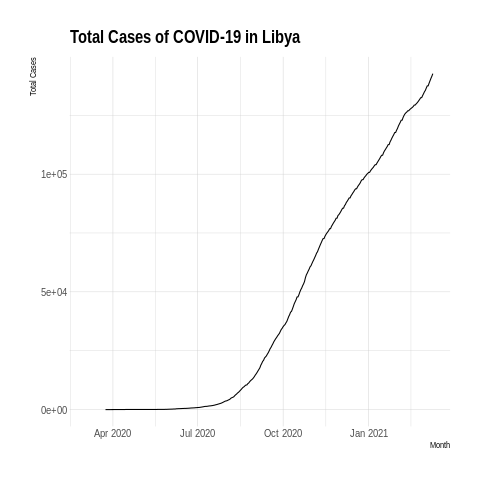 Total Cases of COVID-19 in Libya
Total Cases
1e+05
5e+04
0e+00
Apr 2020 Jul 2020 Oct 2020 Jan 2021
Month